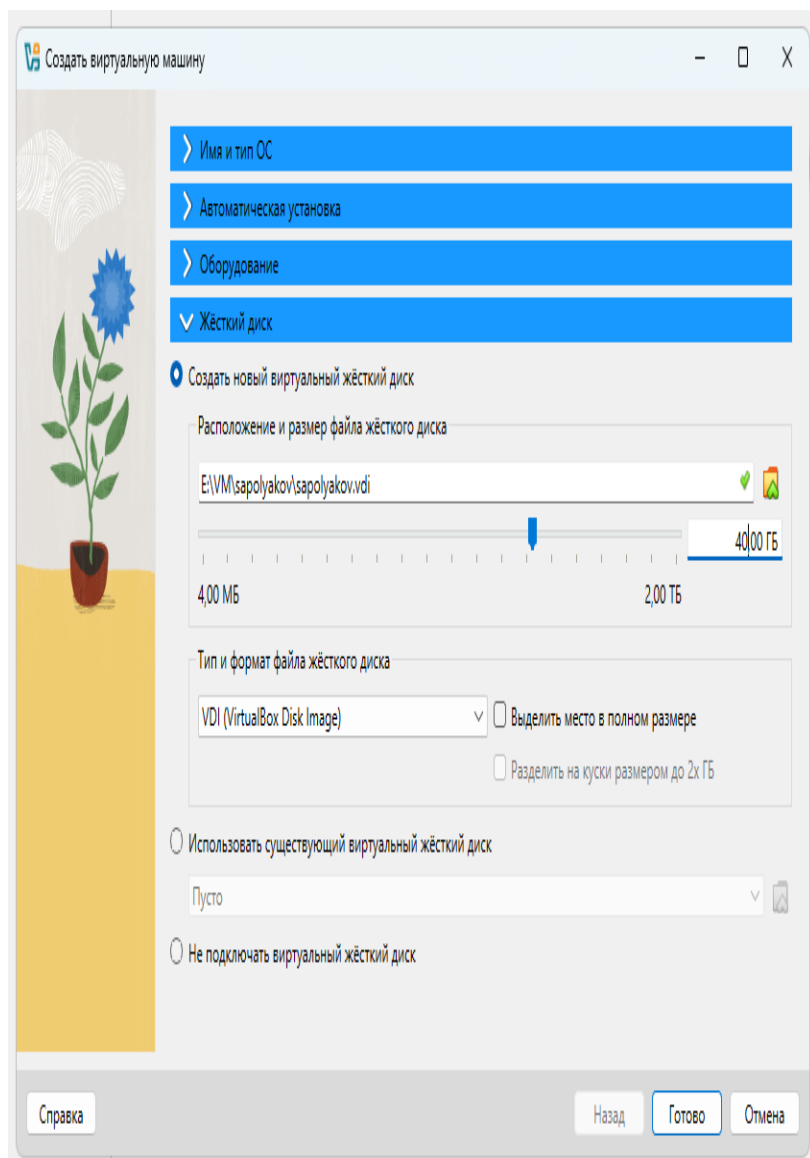 Создать виртуальную машину
Имя и тип ОС
Автоматическая установка
Оборудование
Жёсткий диск
Создать новый виртуальный жёсткий диск
Расположение и размер файла жёсткого диска
E:\VM\sapolyakov\sapolyakov.vdi
40,00 ГБ
4,00 МБ 2,00 ТБ
Тип и формат файла жёсткого диска
VDI (VirtualBox Disk Image) Выделить место в полном размере
Разделить на куски размером до 2х ГБ
Использовать существующий виртуальный жёсткий диск
Пусто
Не подключать виртуальный жёсткий диск
Справка Назад Готово Отмена